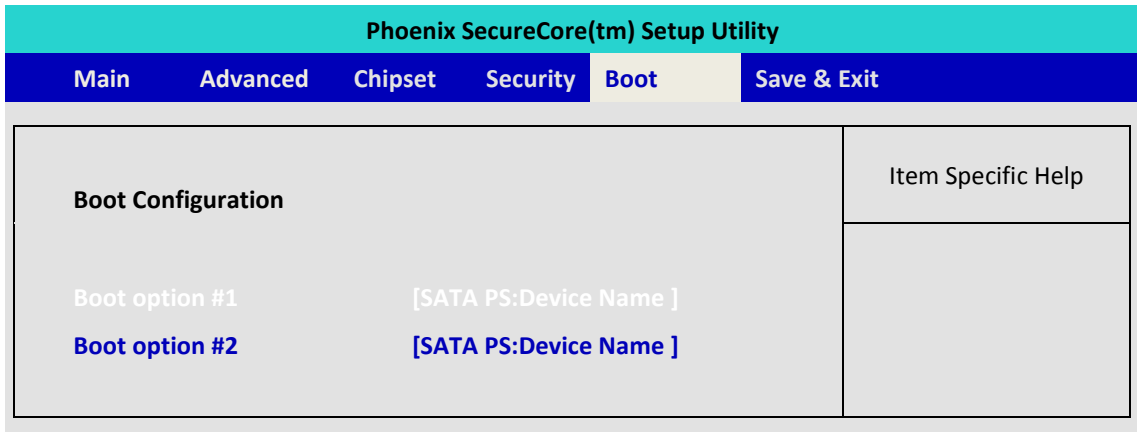 Phoenix SecureCore(tm) Setup Utility
Main Advanced Chipset Security Boot Save & Exit
Boot Configuration
Item Specific Help
Boot option #1 [SATA PS:Device Name ]
Boot option #2 [SATA PS:Device Name ]